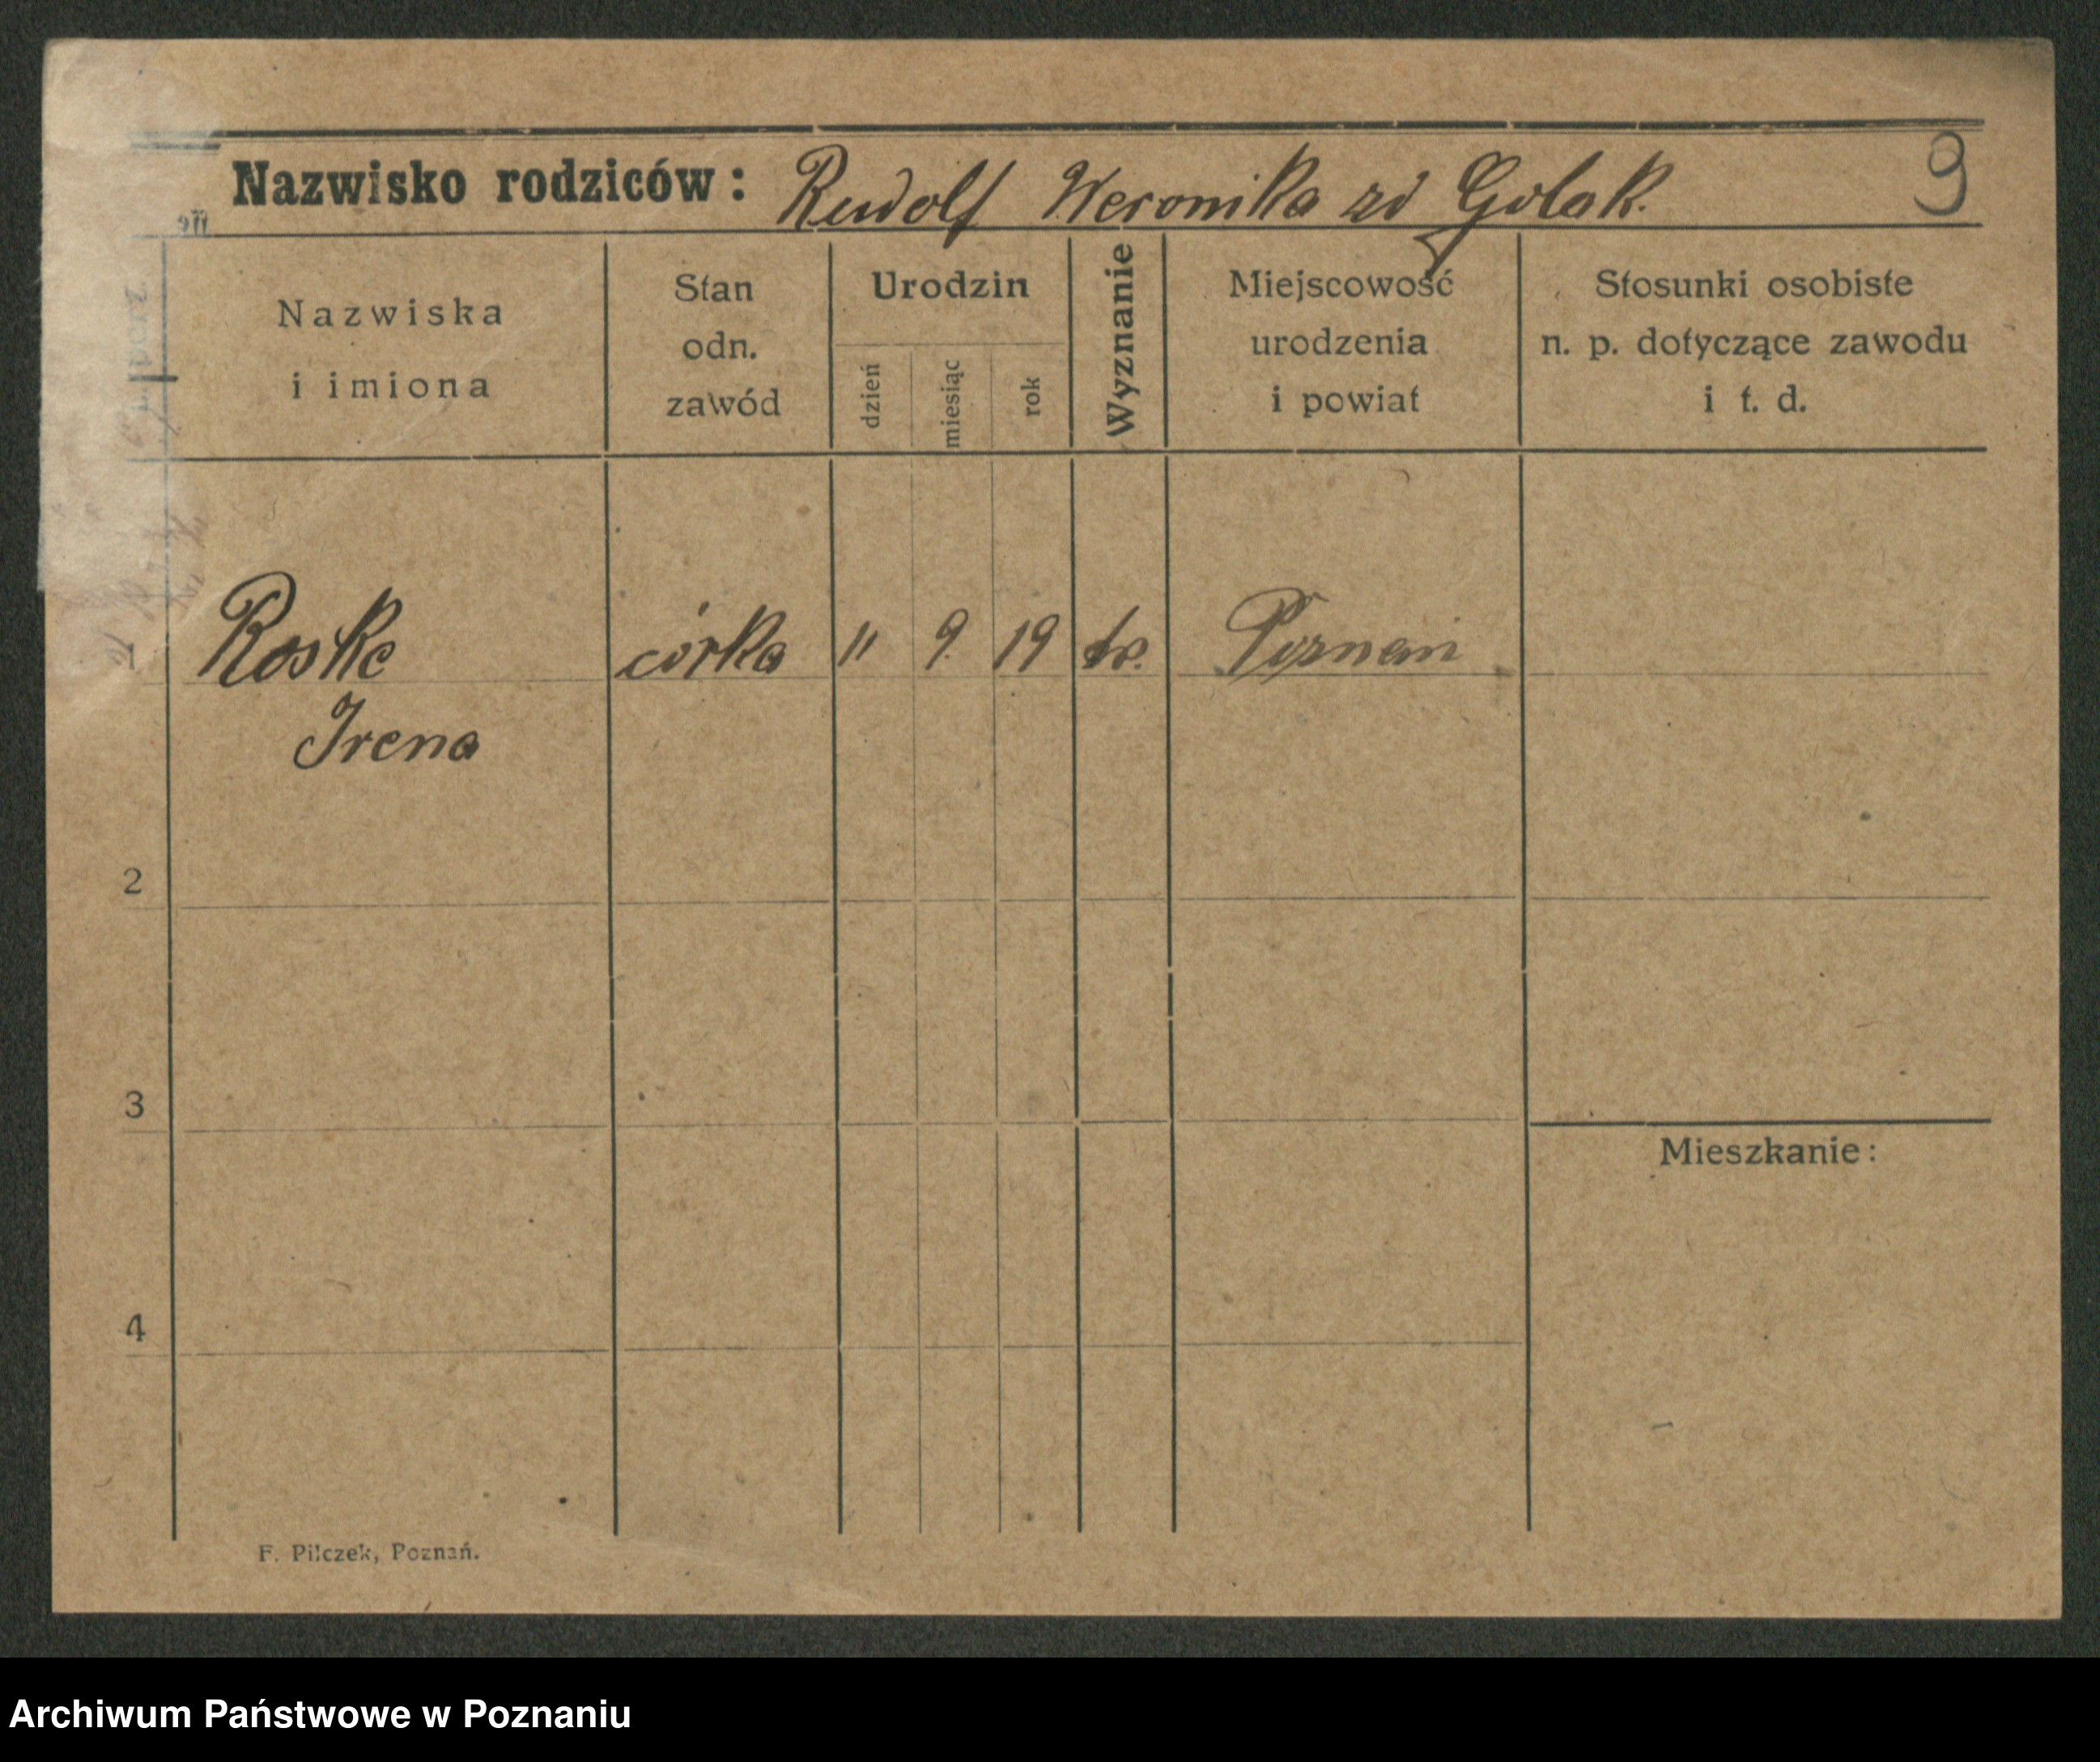 Nazwisko rodziców: Rudolf Weronika zd Golak. 9
Nazwiska
i imiona
Stan
odn.
zawód
Urodzin
dzień
miesiąc
rok
Wyznanie
Miejscowość
urodzenia
i powiat
Stosunki osobiste
n. p. dotyczące zawodu
i t. d.
1 Roske córka 11 9. 19 Poznań
Irena
2
3
Mieszkanie:
4
F. Pilczek, Poznań.
Archiwum Państwowe w Poznaniu